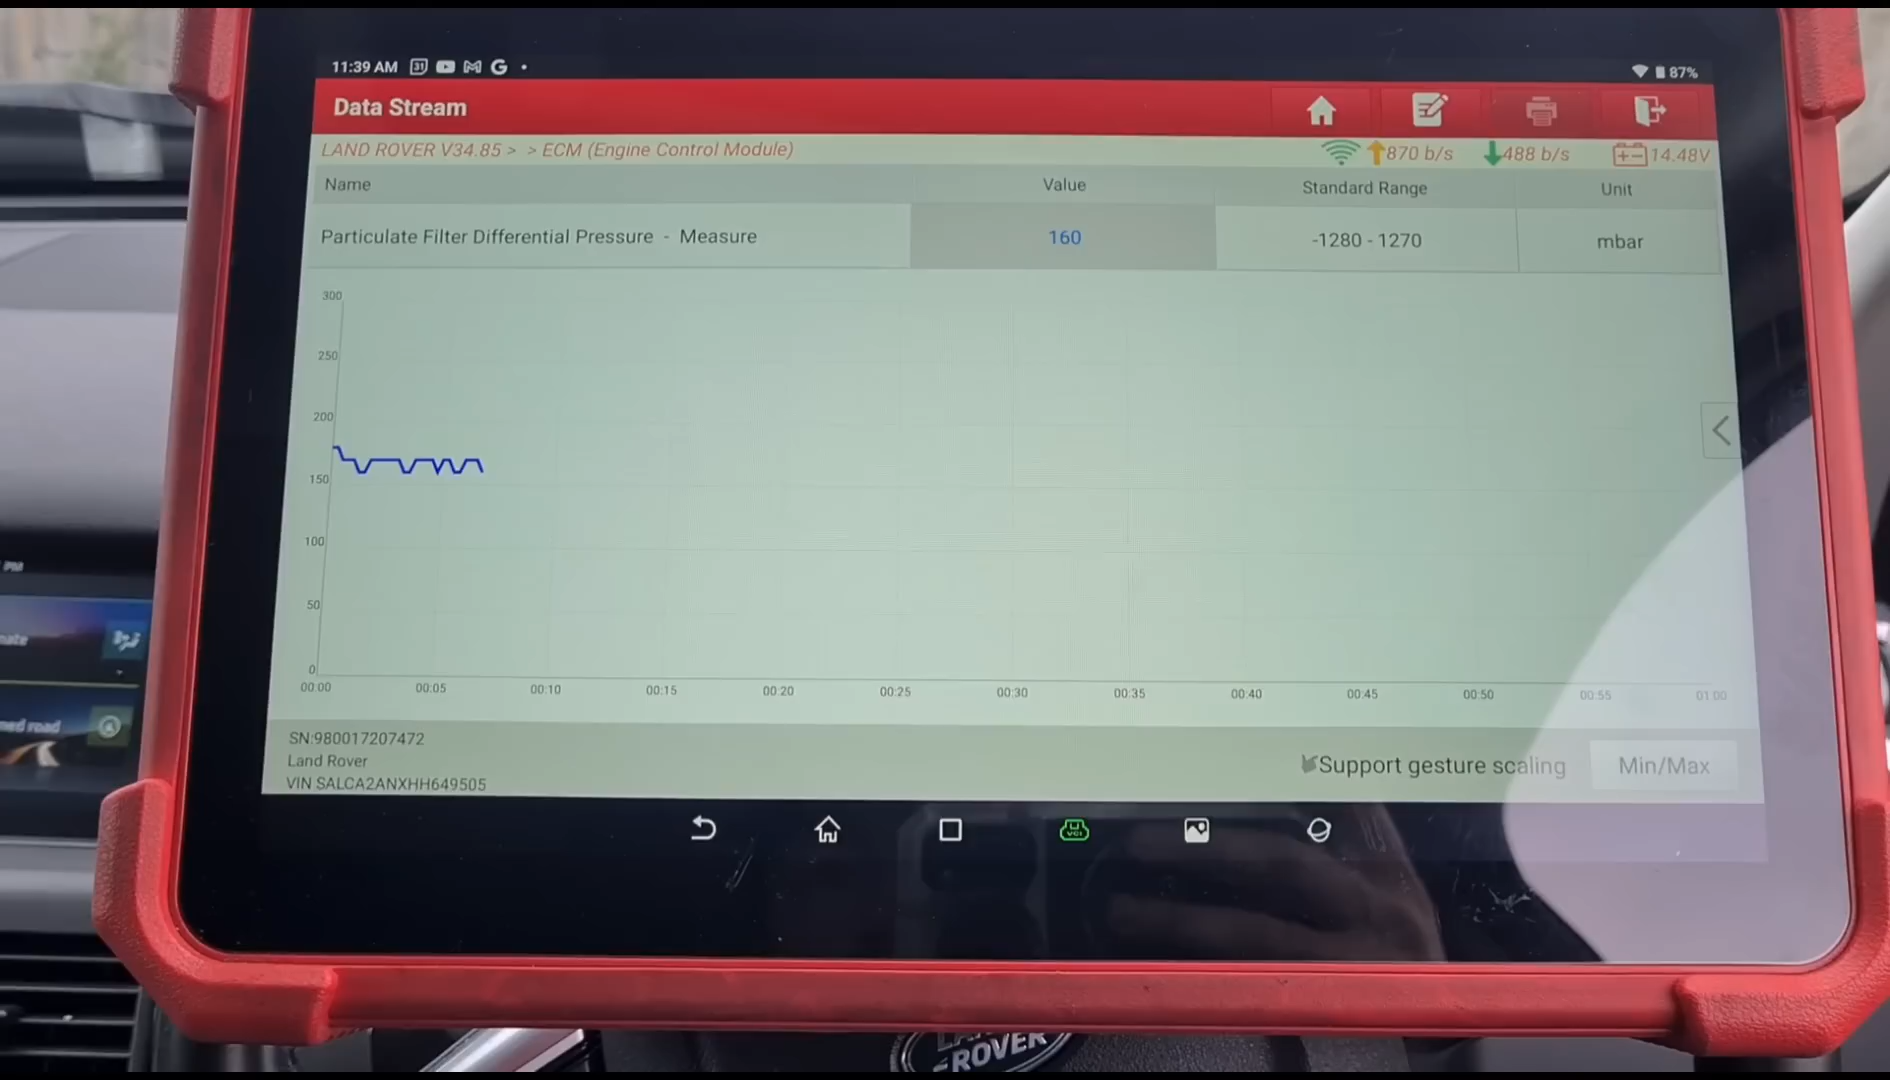 11:39 AM 31 87%
Data Stream
LAND ROVER V34.85 > > ECM (Engine Control Module) 870 b/s 488 b/s 14.48V
Name Value Standard Range Unit
Particulate Filter Differential Pressure - Measure 160 -1280 - 1270 mbar
300
250
200
150
100
50
0
00:00 00:05 00:10 00:15 00:20 00:25 00:30 00:35 00:40 00:45 00:50 00:55 01:00
SN:980017207472
Land Rover
VIN SALCA2ANXHH649505
Support gesture scaling Min/Max
VCI
ROVER